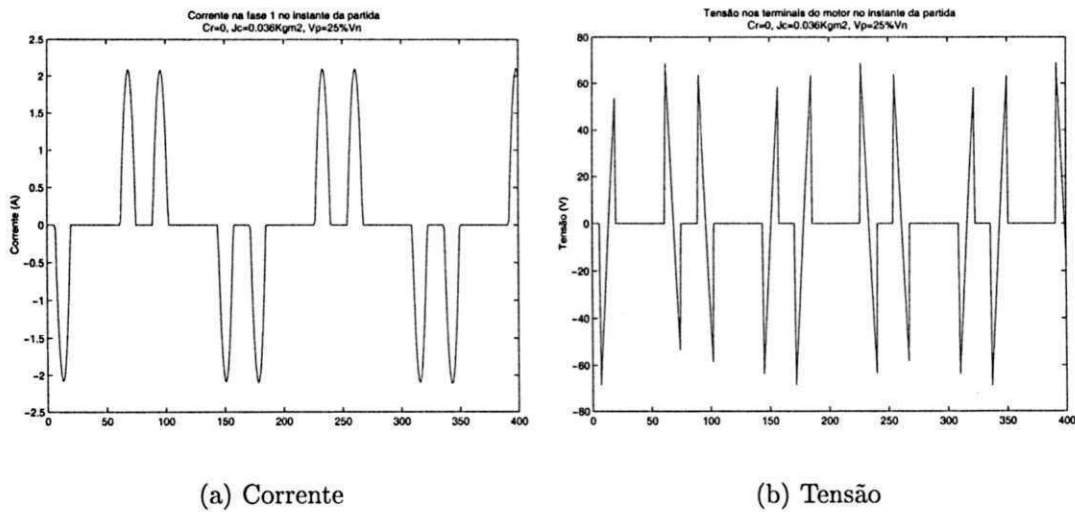 Corrente na fase 1 no instante da partida
Cr=0, Jc=0.036Kgm2, Vp=25%Vn
Corrente (A)
2.5
2
1.5
1
0.5
0
−0.5
−1
−1.5
−2
−2.5
0 50 100 150 200 250 300 350 400
(a) Corrente
Tensão nos terminais do motor no instante da partida
Cr=0, Jc=0.036Kgm2, Vp=25%Vn
Tensão (V)
80
60
40
20
0
−20
−40
−60
−80
0 50 100 150 200 250 300 350 400
(b) Tensão